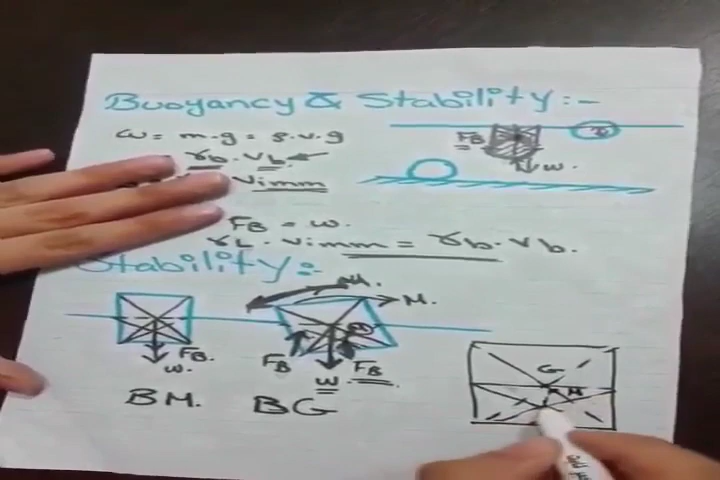 Buoyancy & Stability:-
w = m.g = ρ.v.g
γb.vb
Vimm
FB
w.
FB = w.
γL.vimm = γb.vb.
Stability:-
M.
M.
FB
w.
FB
w.
FB
BM.
BG
G